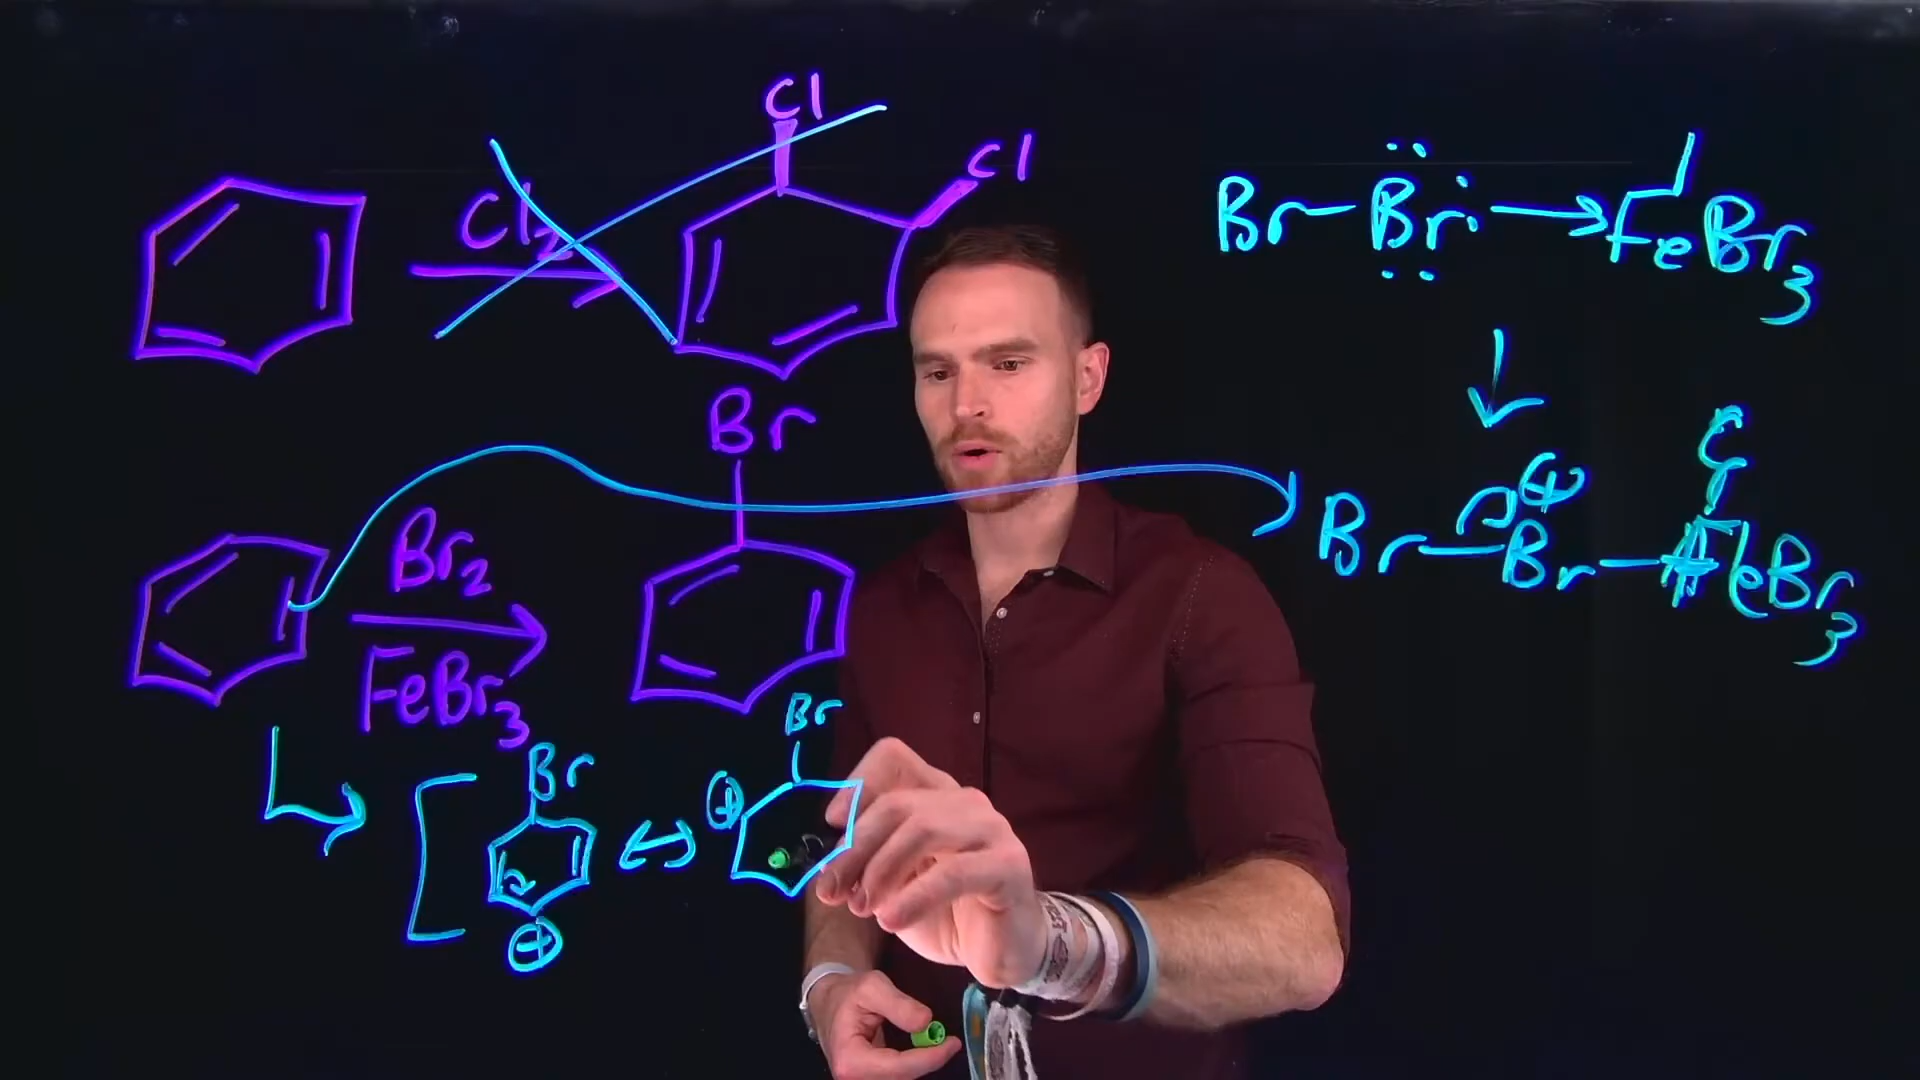 Cl
Cl
Cl2
Br–Br: → FeBr3
Br
Br–Br⊕–FeBr3
Br2
FeBr3
Br
Br
⊕
⊕